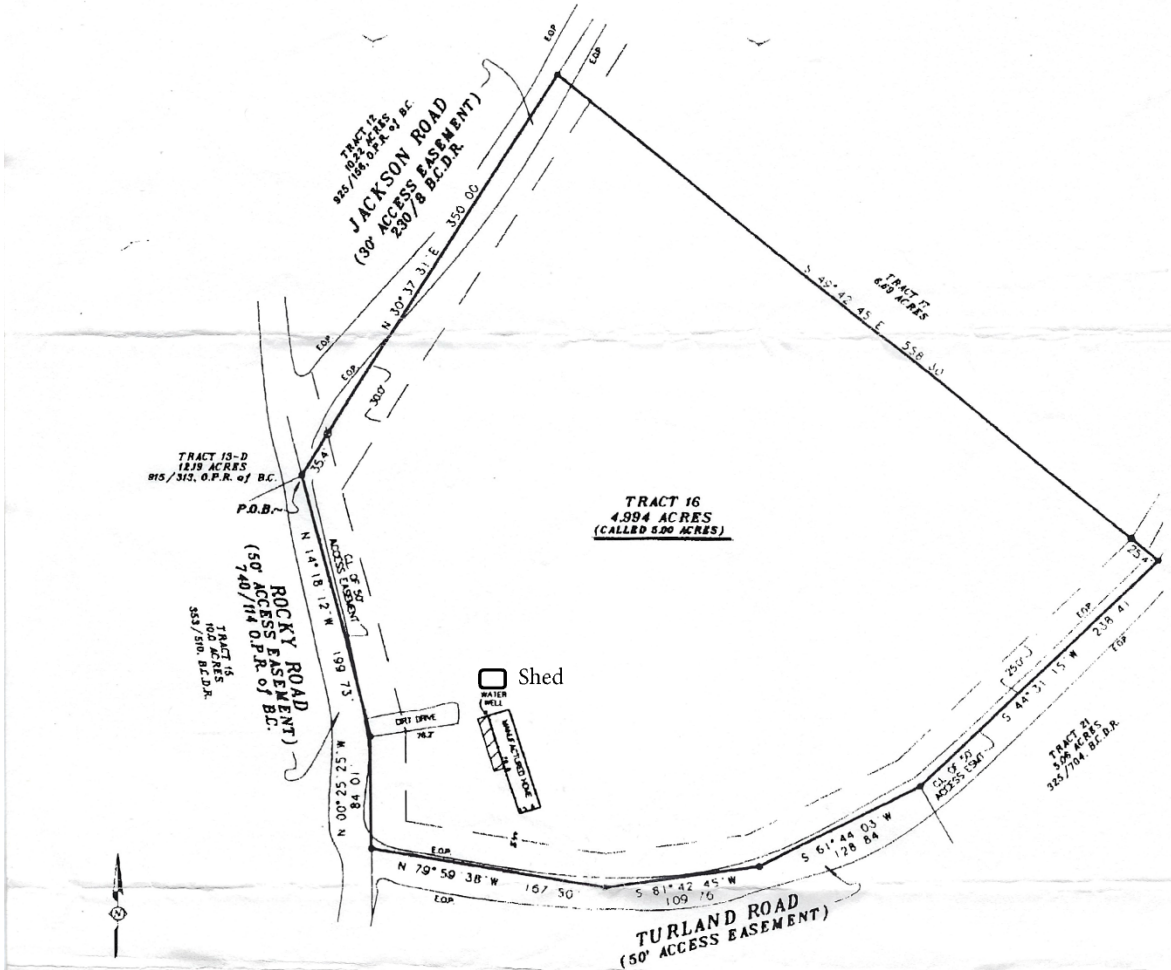 E.O.P.
E.O.P.
TRACT 12
10.22 ACRES
925/156, O.P.R. of B.C.
JACKSON ROAD
(30' ACCESS EASEMENT)
230/8 B.C.D.R.
N 30° 37' 31" E 350.00'
S 49° 42' 45" E 558.30'
TRACT 17
6.69 ACRES
E.O.P.
E.O.P.
30.0'
35.4'
TRACT 13-D
12.19 ACRES
915/313, O.P.R. of B.C.
P.O.B.~
TRACT 16
4.994 ACRES
(CALLED 5.00 ACRES)
25.4'
N 14° 18' 12" W 199.73'
C.L. OF 50'
ACCESS EASEMENT
ROCKY ROAD
(50' ACCESS EASEMENT)
740/114 O.P.R. of B.C.
TRACT 15
10.0 ACRES
353/510, B.C.D.R.
E.O.P.
S 44° 31' 15" W 238.41'
25.0'
E.O.P.
Shed
WATER
WELL
MANUFACTURED HOME
DIRT DRIVE
N 00° 25' 25" W
84.01'
TRACT 21
5.06 ACRES
325/704, B.C.D.R.
C.L. OF 50'
ACCESS ESMT
E.O.P.
N 79° 59' 38" W 167.50'
S 81° 42' 45" W
109.76'
S 61° 44' 03" W
128.84'
E.O.P.
TURLAND ROAD
(50' ACCESS EASEMENT)
N